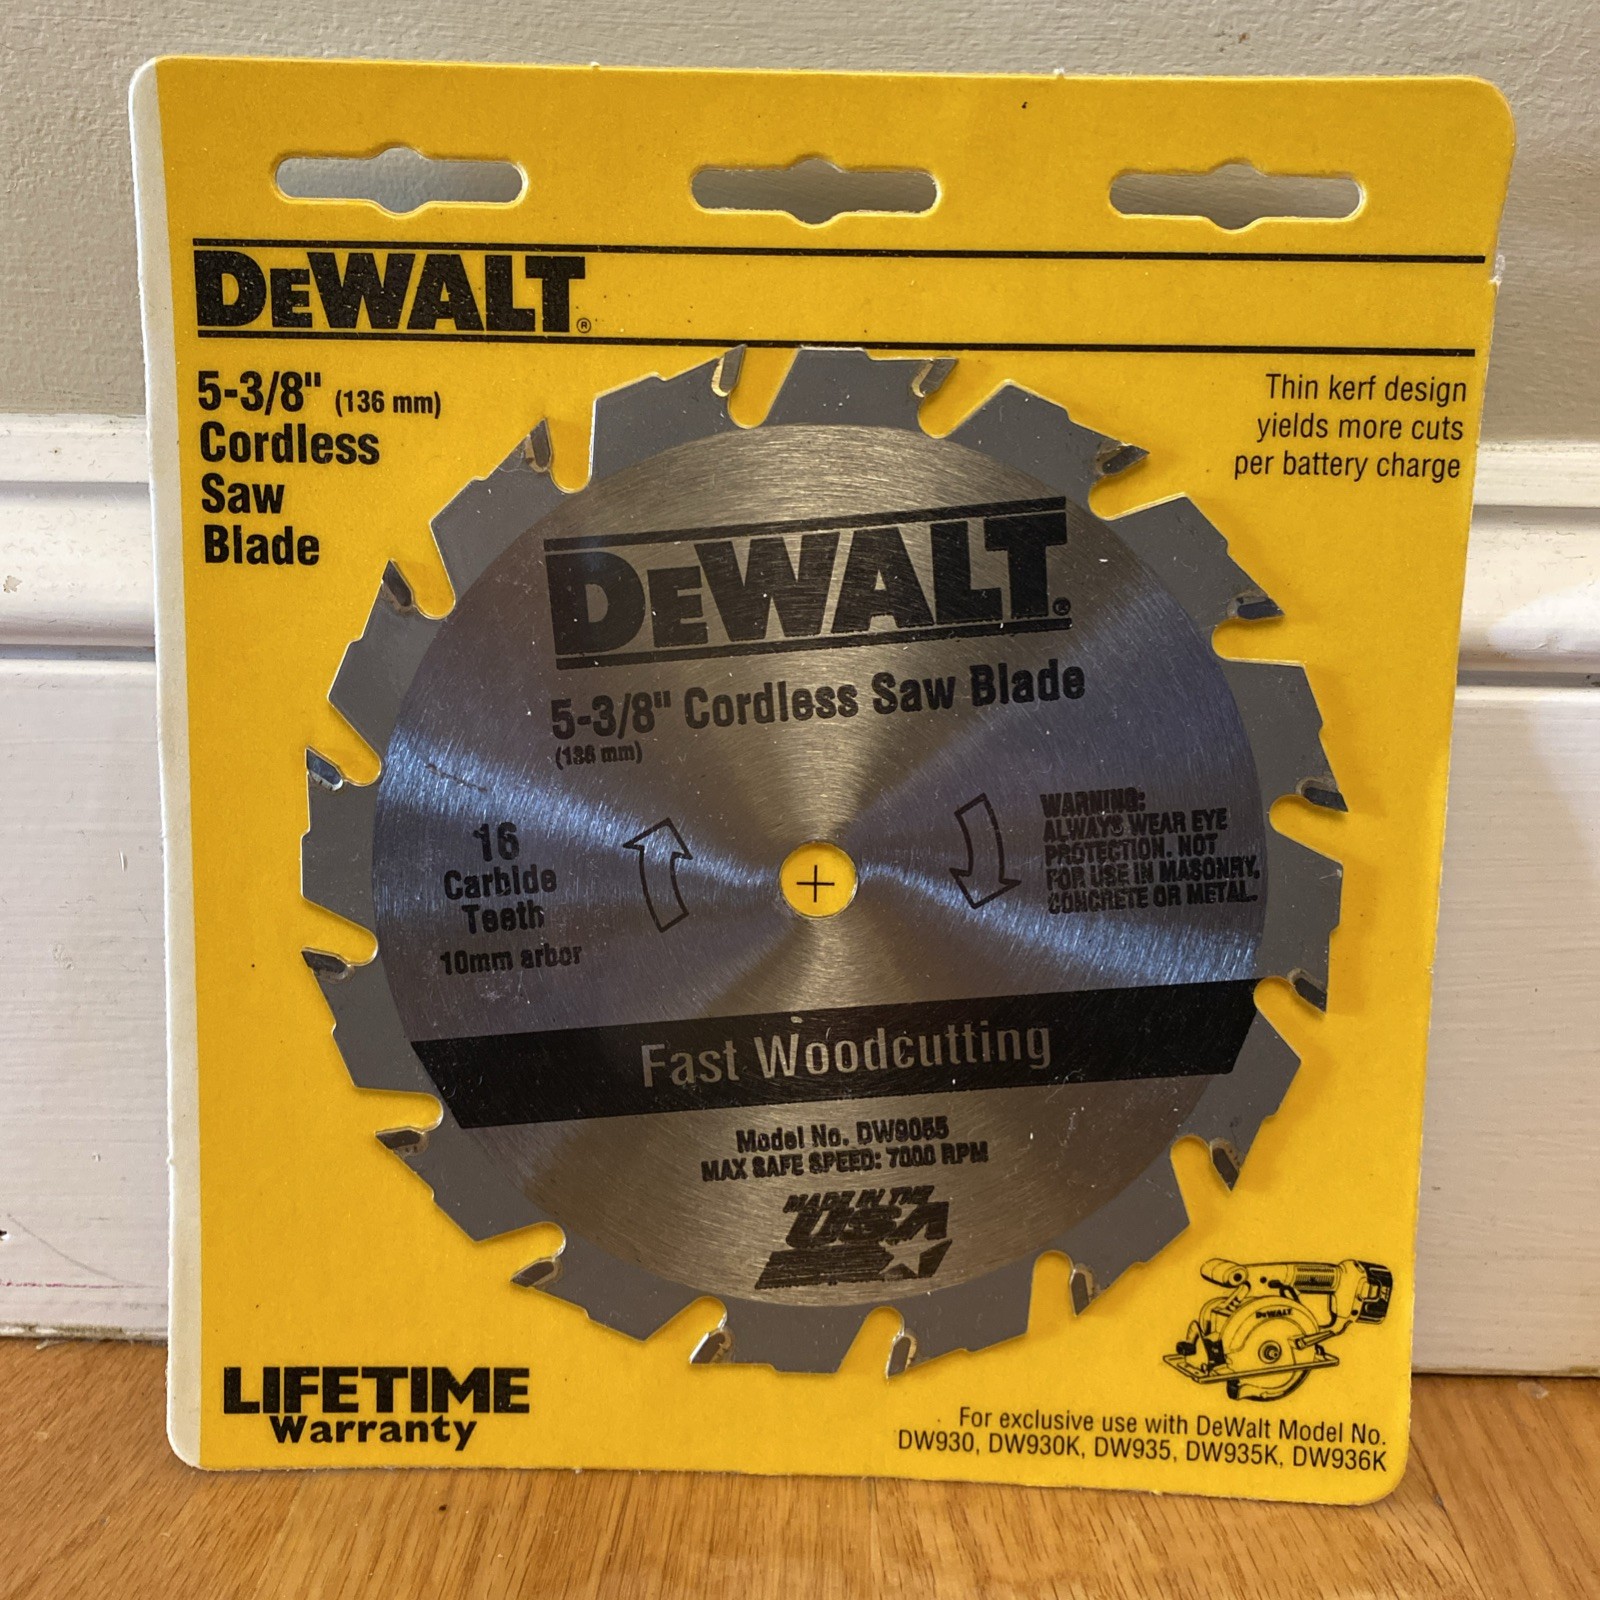 DEWALT®
5-3/8" (136 mm)
Cordless
Saw
Blade
Thin kerf design
yields more cuts
per battery charge
DEWALT®
5-3/8" Cordless Saw Blade
(136 mm)
16
Carbide
Teeth
10mm arbor
WARNING:
ALWAYS WEAR EYE
PROTECTION. NOT
FOR USE IN MASONRY,
CONCRETE OR METAL.
Fast Woodcutting
Model No. DW9055
MAX SAFE SPEED: 7000 RPM
MADE IN THE
USA
DEWALT
LIFETIME
Warranty
For exclusive use with DeWalt Model No.
DW930, DW930K, DW935, DW935K, DW936K